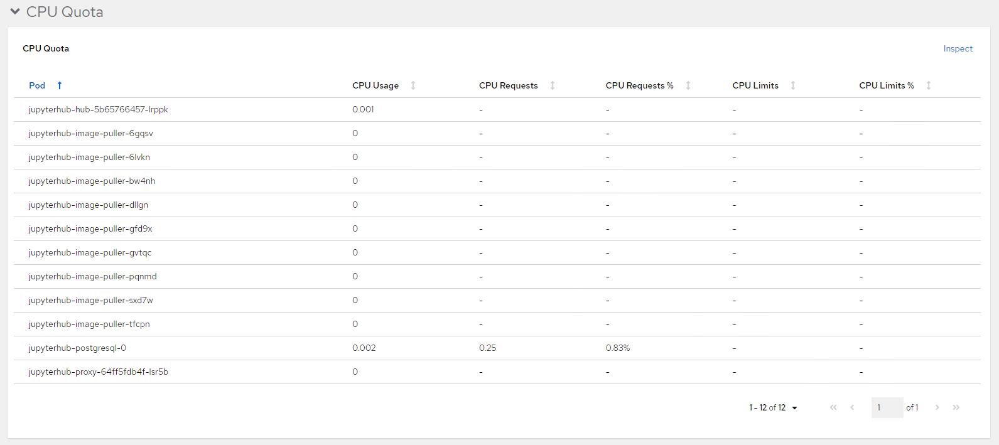 CPU Quota
CPU Quota Inspect
Pod CPU Usage CPU Requests CPU Requests % CPU Limits CPU Limits %
jupyterhub-hub-5b65766457-lrppk 0.001 - - - -
jupyterhub-image-puller-6gqsv 0 - - - -
jupyterhub-image-puller-6lvkn 0 - - - -
jupyterhub-image-puller-bw4nh 0 - - - -
jupyterhub-image-puller-dllgn 0 - - - -
jupyterhub-image-puller-gfd9x 0 - - - -
jupyterhub-image-puller-gvtqc 0 - - - -
jupyterhub-image-puller-pqnmd 0 - - - -
jupyterhub-image-puller-sxd7w 0 - - - -
jupyterhub-image-puller-tfcpn 0 - - - -
jupyterhub-postgresql-0 0.002 0.25 0.83% - -
jupyterhub-proxy-64ff5fdb4f-lsr5b 0 - - - -
1 - 12 of 12 1 of 1